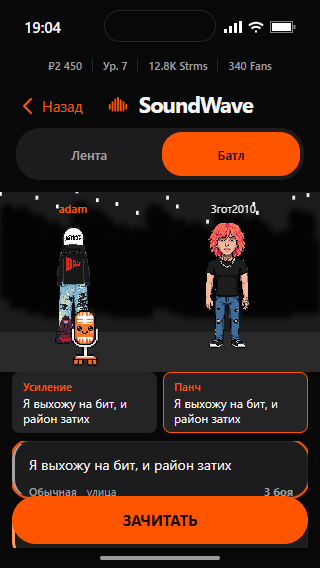 19:04
₽2 450 Ур. 7 12.8K Strms 340 Fans
Назад SoundWave
Лента Батл
adam Згот2010
Усиление Панч
Я выхожу на бит, и Я выхожу на бит, и
район затих район затих
Я выхожу на бит, и район затих
Обычная улица 3 боя
ЗАЧИТАТЬ